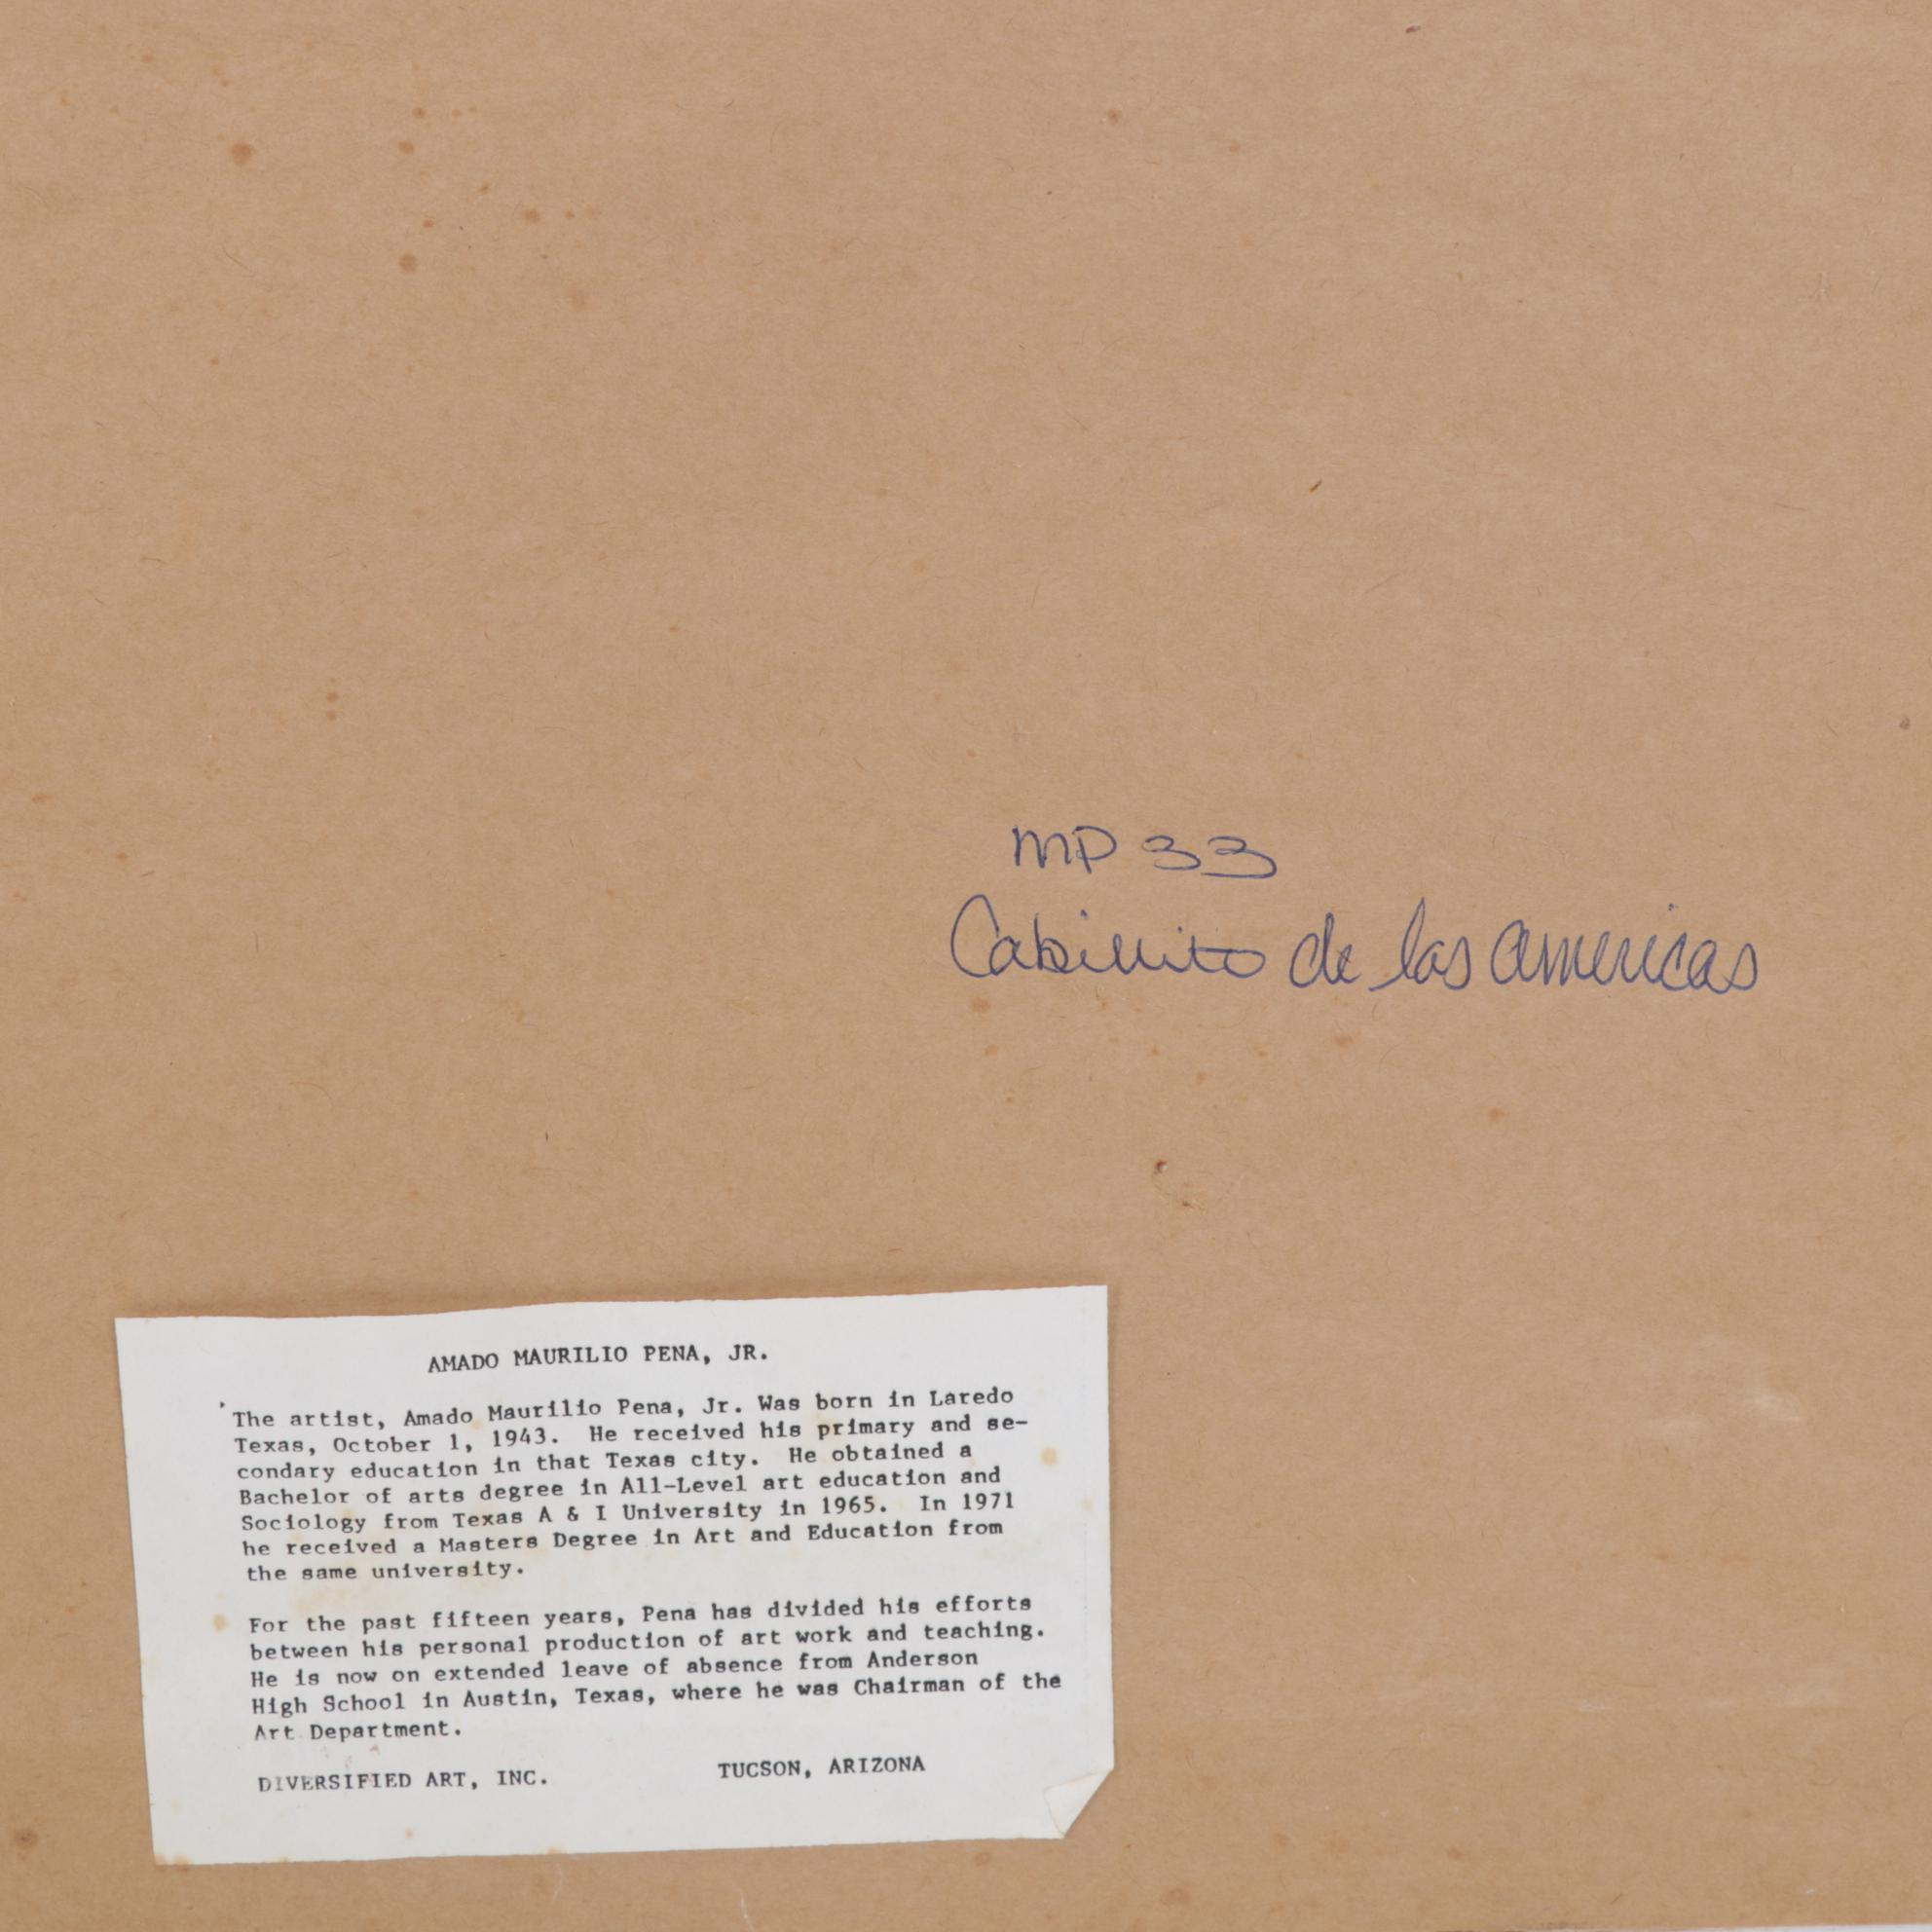 MP 33
Cabillito de las americas
AMADO MAURILIO PENA, JR.
The artist, Amado Maurilio Pena, Jr. Was born in Laredo
Texas, October 1, 1943. He received his primary and se-
condary education in that Texas city. He obtained a
Bachelor of arts degree in All-Level art education and
Sociology from Texas A & I University in 1965. In 1971
he received a Masters Degree in Art and Education from
the same university.
For the past fifteen years, Pena has divided his efforts
between his personal production of art work and teaching.
He is now on extended leave of absence from Anderson
High School in Austin, Texas, where he was Chairman of the
Art Department.
DIVERSIFIED ART, INC. TUCSON, ARIZONA